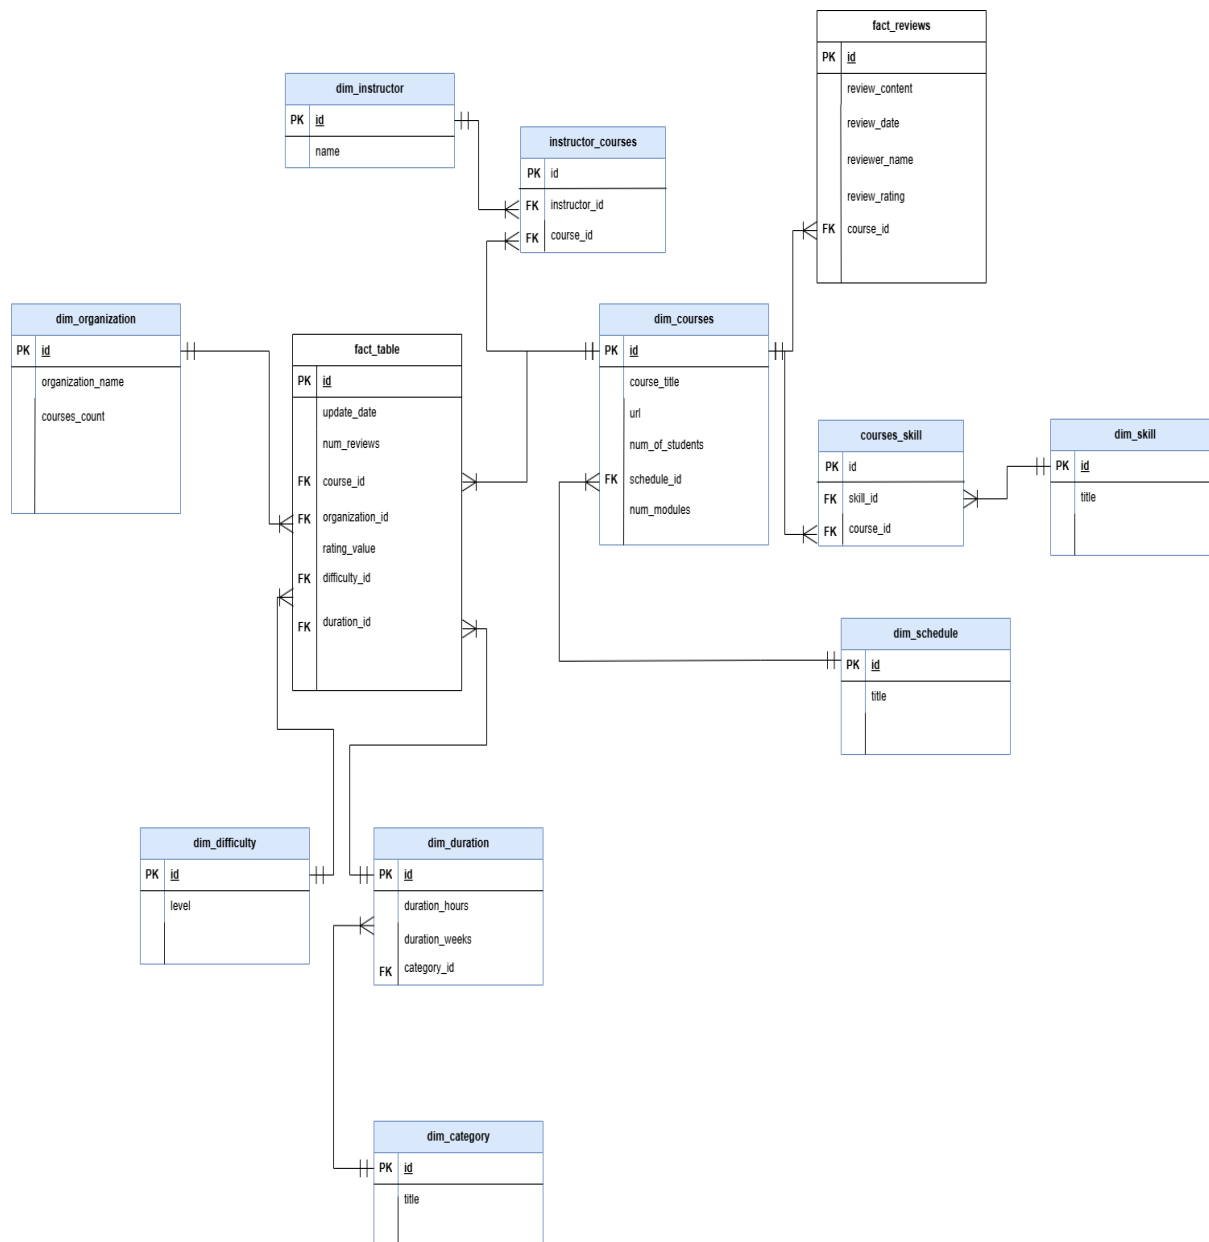 fact_reviews
PK id
review_content
review_date
reviewer_name
review_rating
FK course_id
dim_instructor
PK id
name
instructor_courses
PK id
FK instructor_id
FK course_id
dim_organization
PK id
organization_name
courses_count
fact_table
PK id
update_date
num_reviews
FK course_id
FK organization_id
rating_value
FK difficulty_id
FK duration_id
dim_courses
PK id
course_title
url
num_of_students
FK schedule_id
num_modules
courses_skill
PK id
FK skill_id
FK course_id
dim_skill
PK id
title
dim_schedule
PK id
title
dim_difficulty
PK id
level
dim_duration
PK id
duration_hours
duration_weeks
FK category_id
dim_category
PK id
title